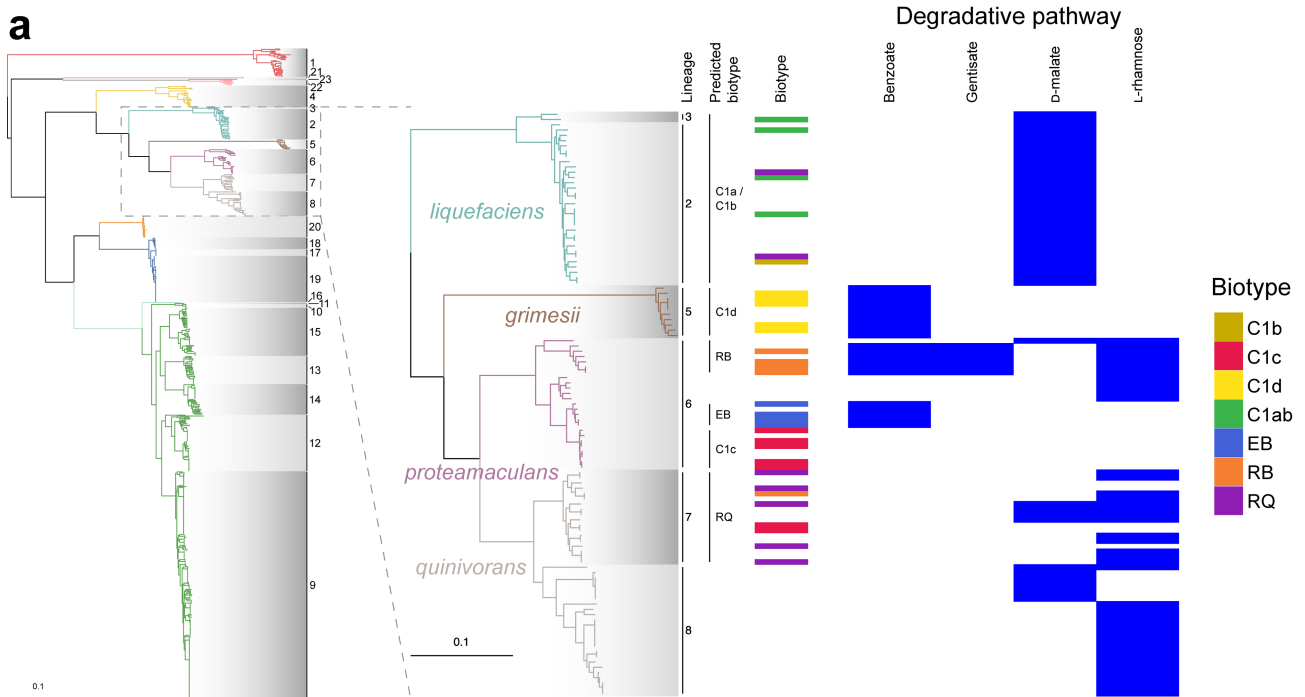 a
Degradative pathway
Lineage
Predicted
biotype
Biotype
Benzoate
Gentisate
D-malate
L-rhamnose
1
21
23
22
4
3
2
5
6
7
8
20
18
17
19
16
11
10
15
13
14
12
9
0.1
liquefaciens
grimesii
proteamaculans
quinivorans
0.1
3
2
5
6
7
8
C1a /
C1b
C1d
RB
EB
C1c
RQ
Biotype
C1b
C1c
C1d
C1ab
EB
RB
RQ